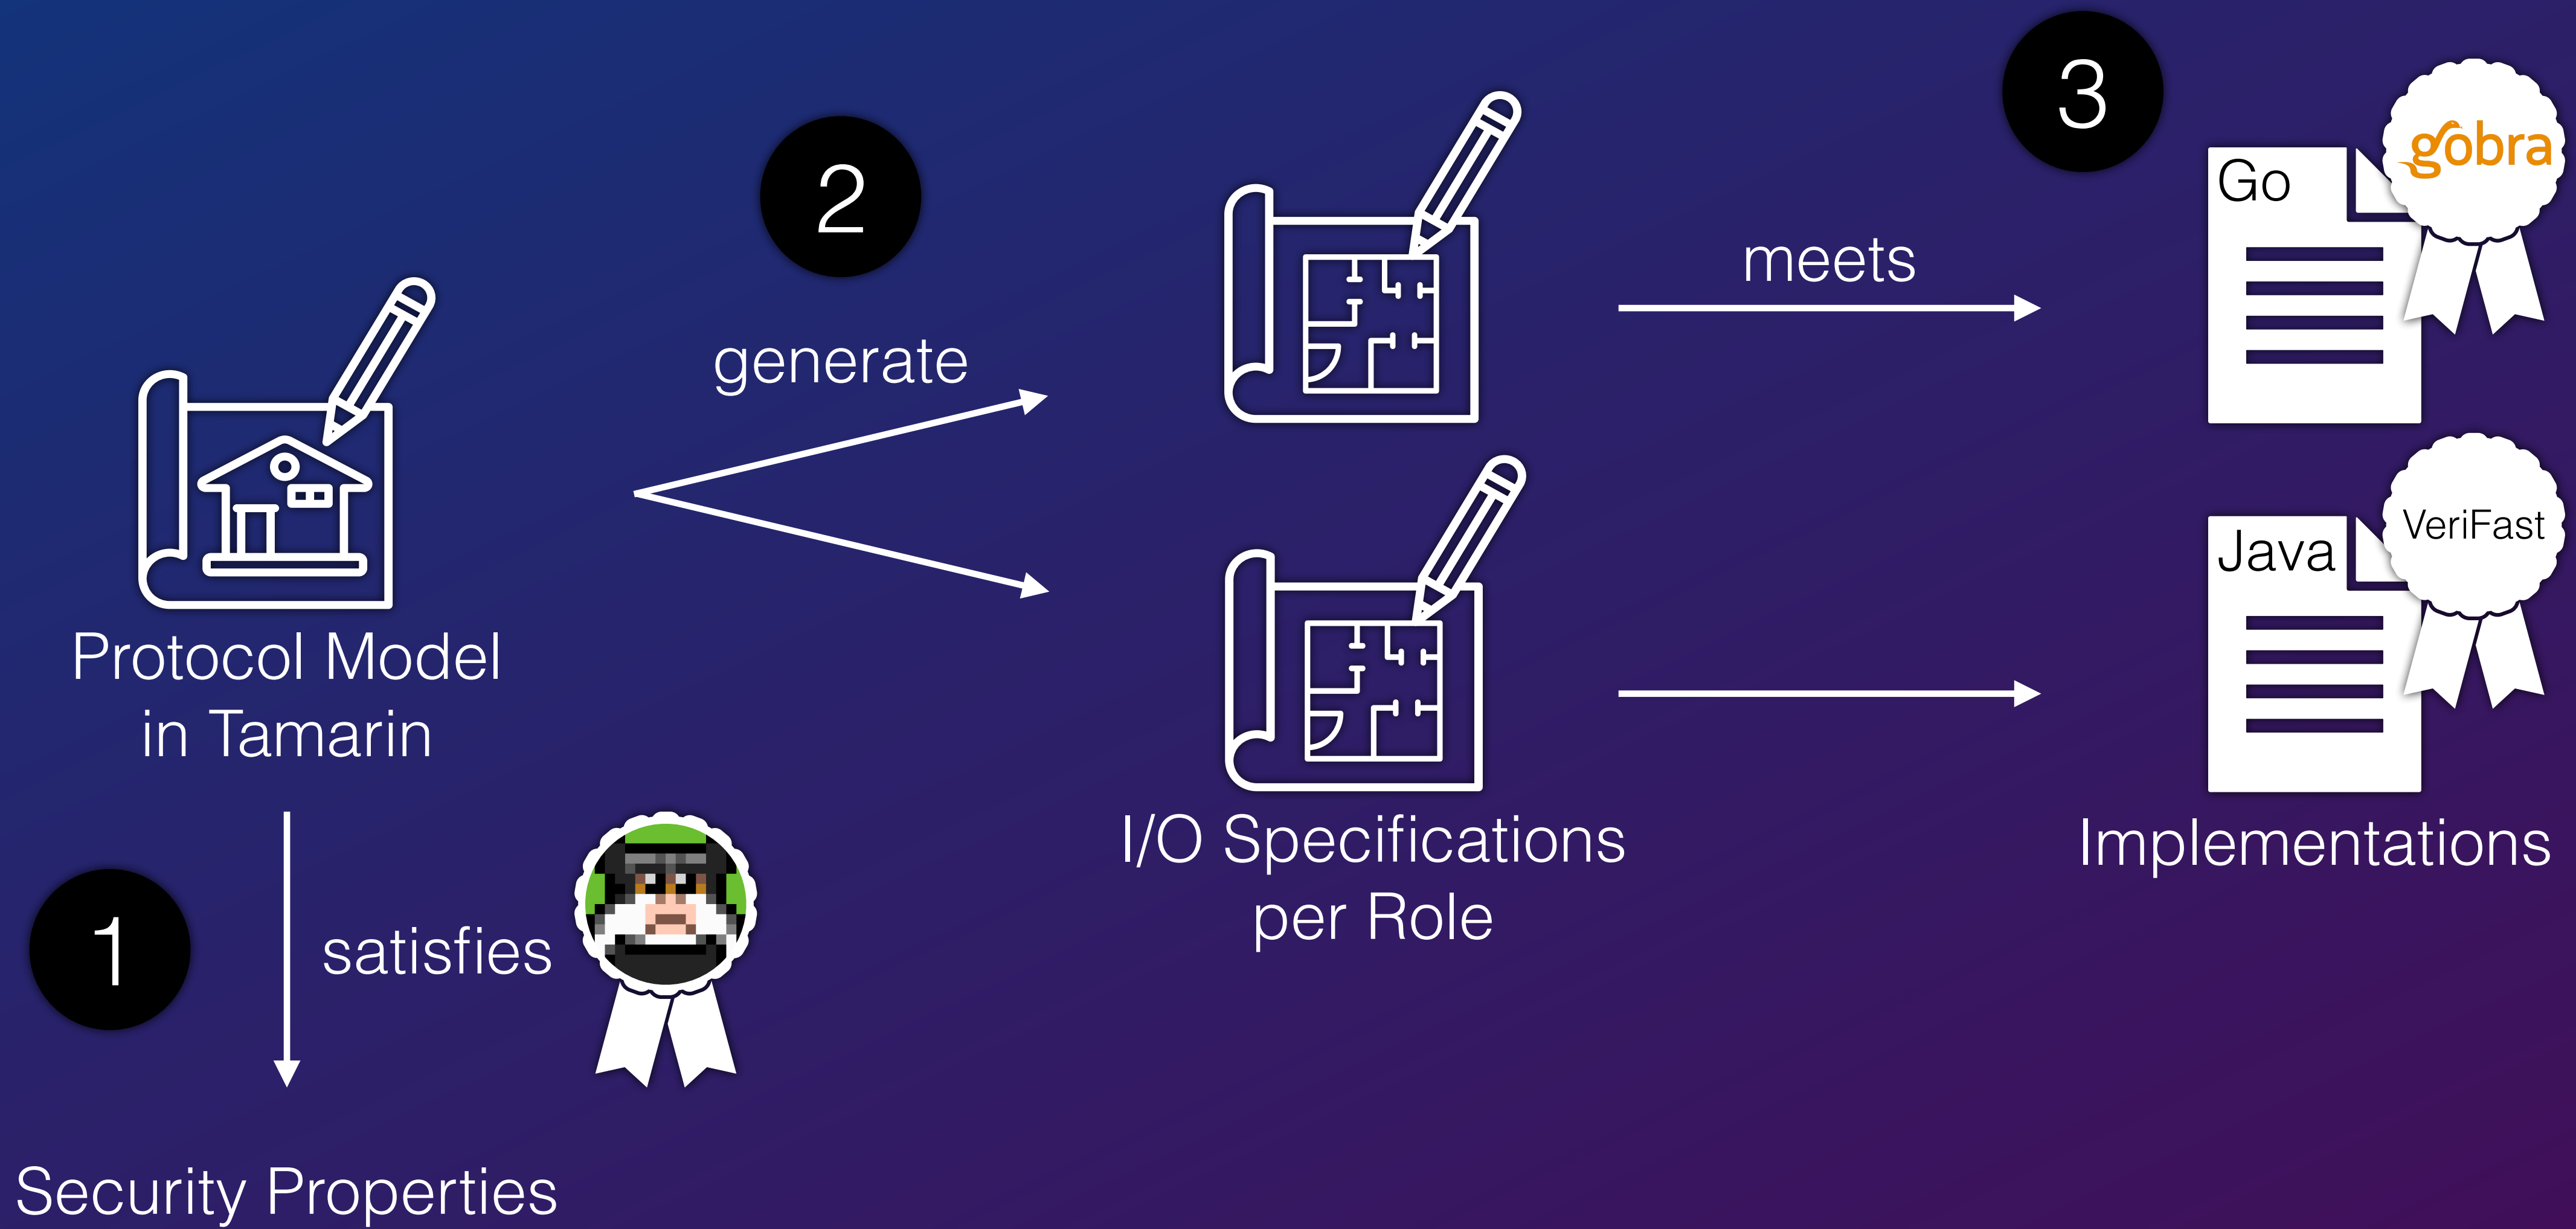 1
Protocol Model
in Tamarin
satisfies
Security Properties
2
generate
I/O Specifications
per Role
3
meets
Go
gobra
Java
VeriFast
Implementations